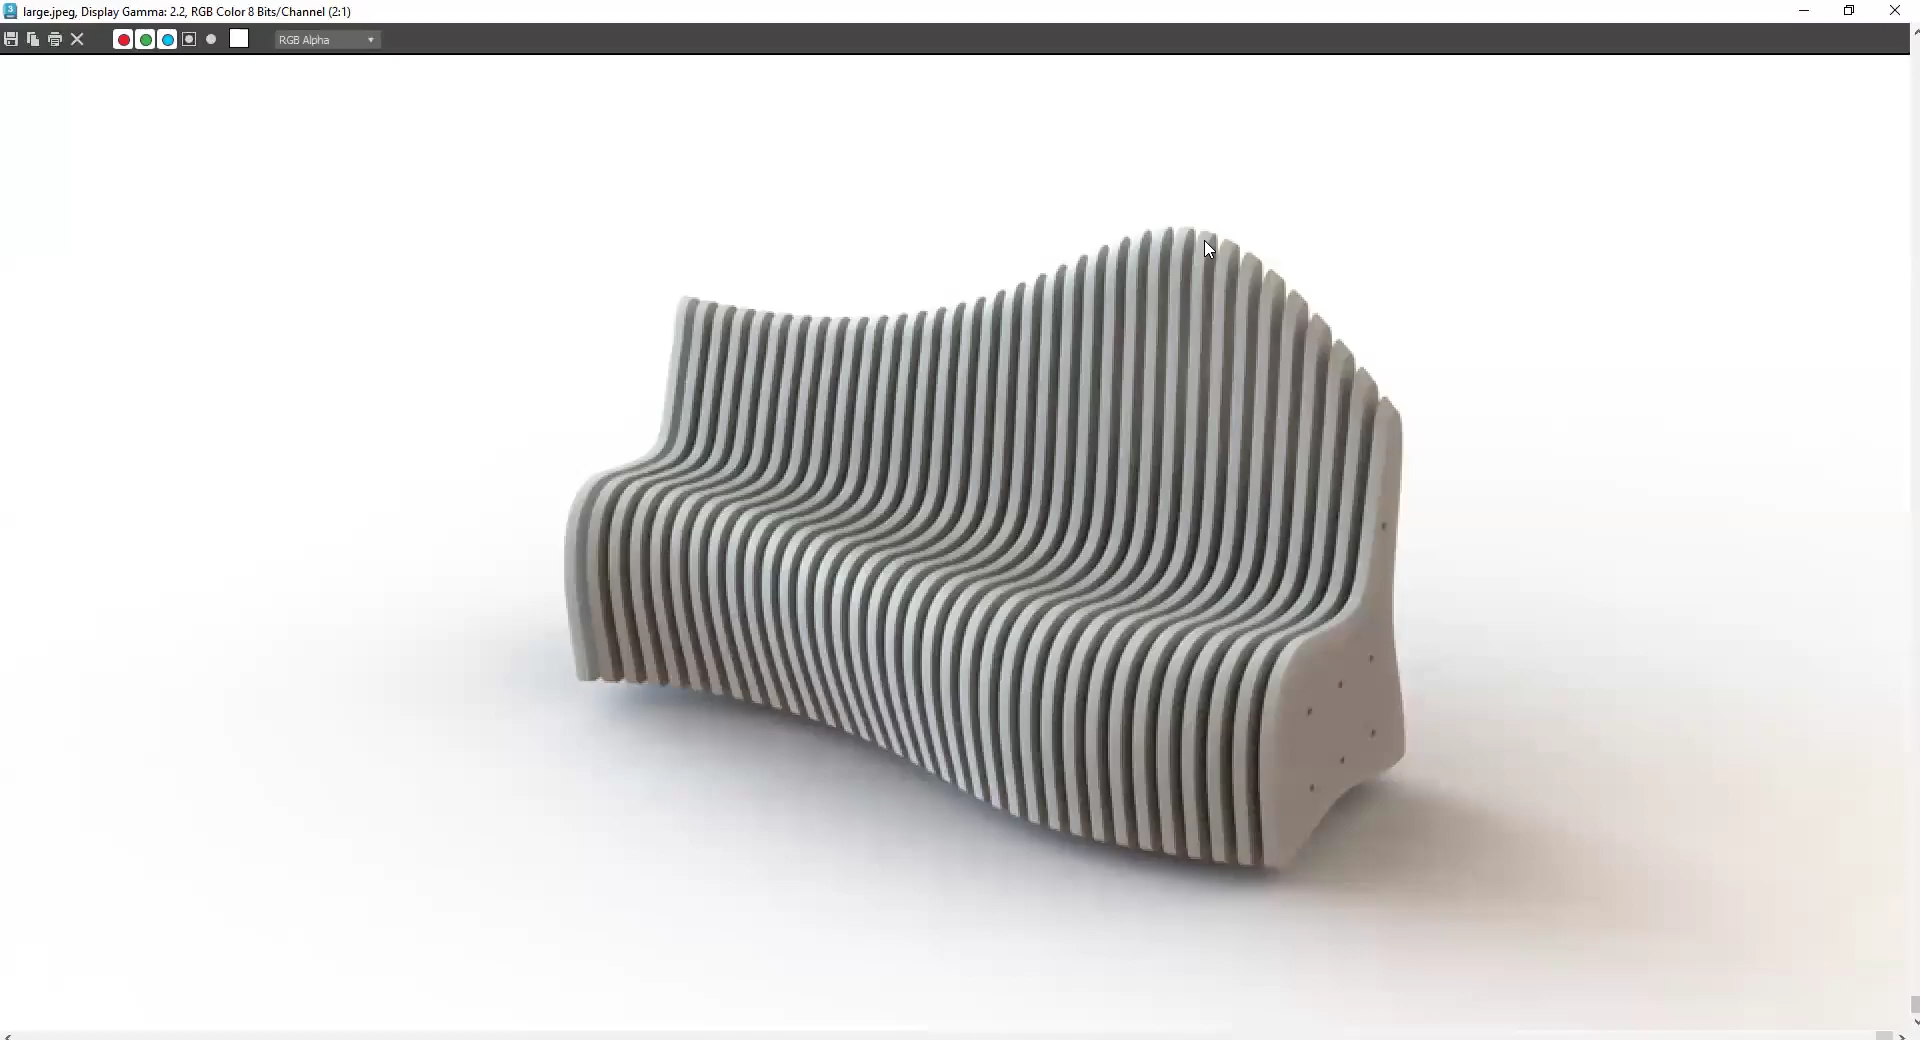 large.jpeg, Display Gamma: 2.2, RGB Color 8 Bits/Channel (2:1)
RGB Alpha